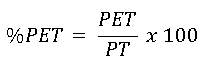 %PET = PET/PT x 100